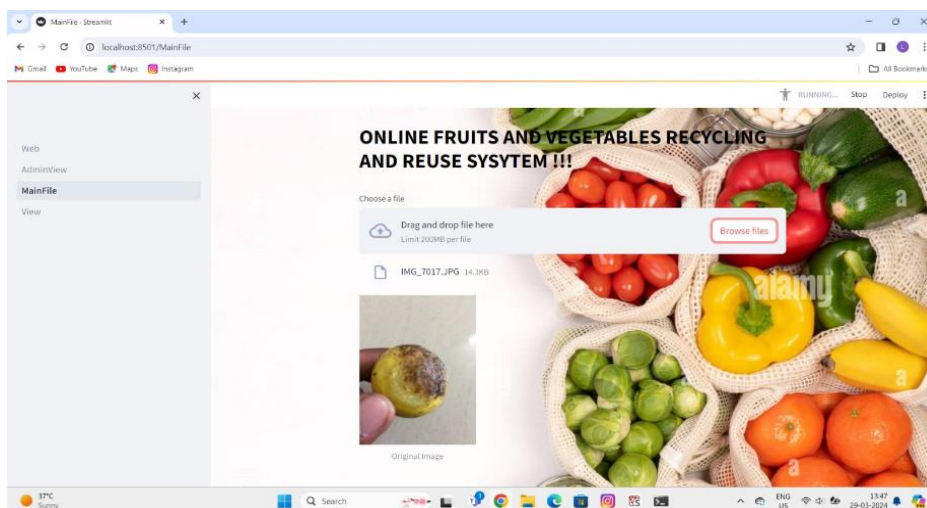 MainFile - Streamlit
localhost:8501/MainFile
Gmail YouTube Maps Instagram
All Bookmark
RUNNING... Stop Deploy
Web
AdminView
MainFile
View
ONLINE FRUITS AND VEGETABLES RECYCLING
AND REUSE SYSYTEM !!!
Choose a file
Drag and drop file here
Limit 200MB per file
Browse files
IMG_7017.JPG 14.3KB
a
alamy
a
a
a
Original Image
37°C
Sunny
Search
ENG
US
13:47
29-03-2024